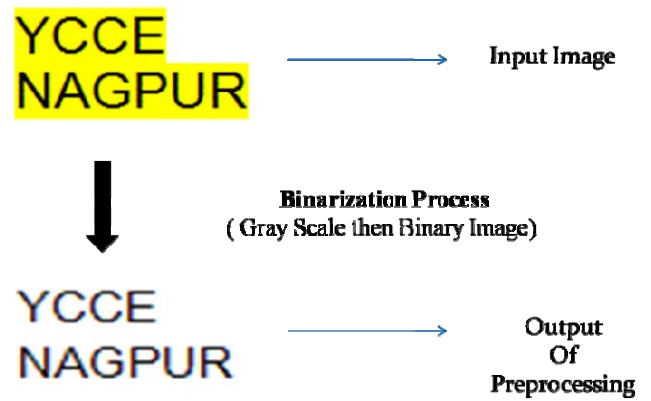 YCCE
NAGPUR
Input Image
Binarization Process
( Gray Scale then Binary Image)
YCCE
NAGPUR
Output
Of
Preprocessing